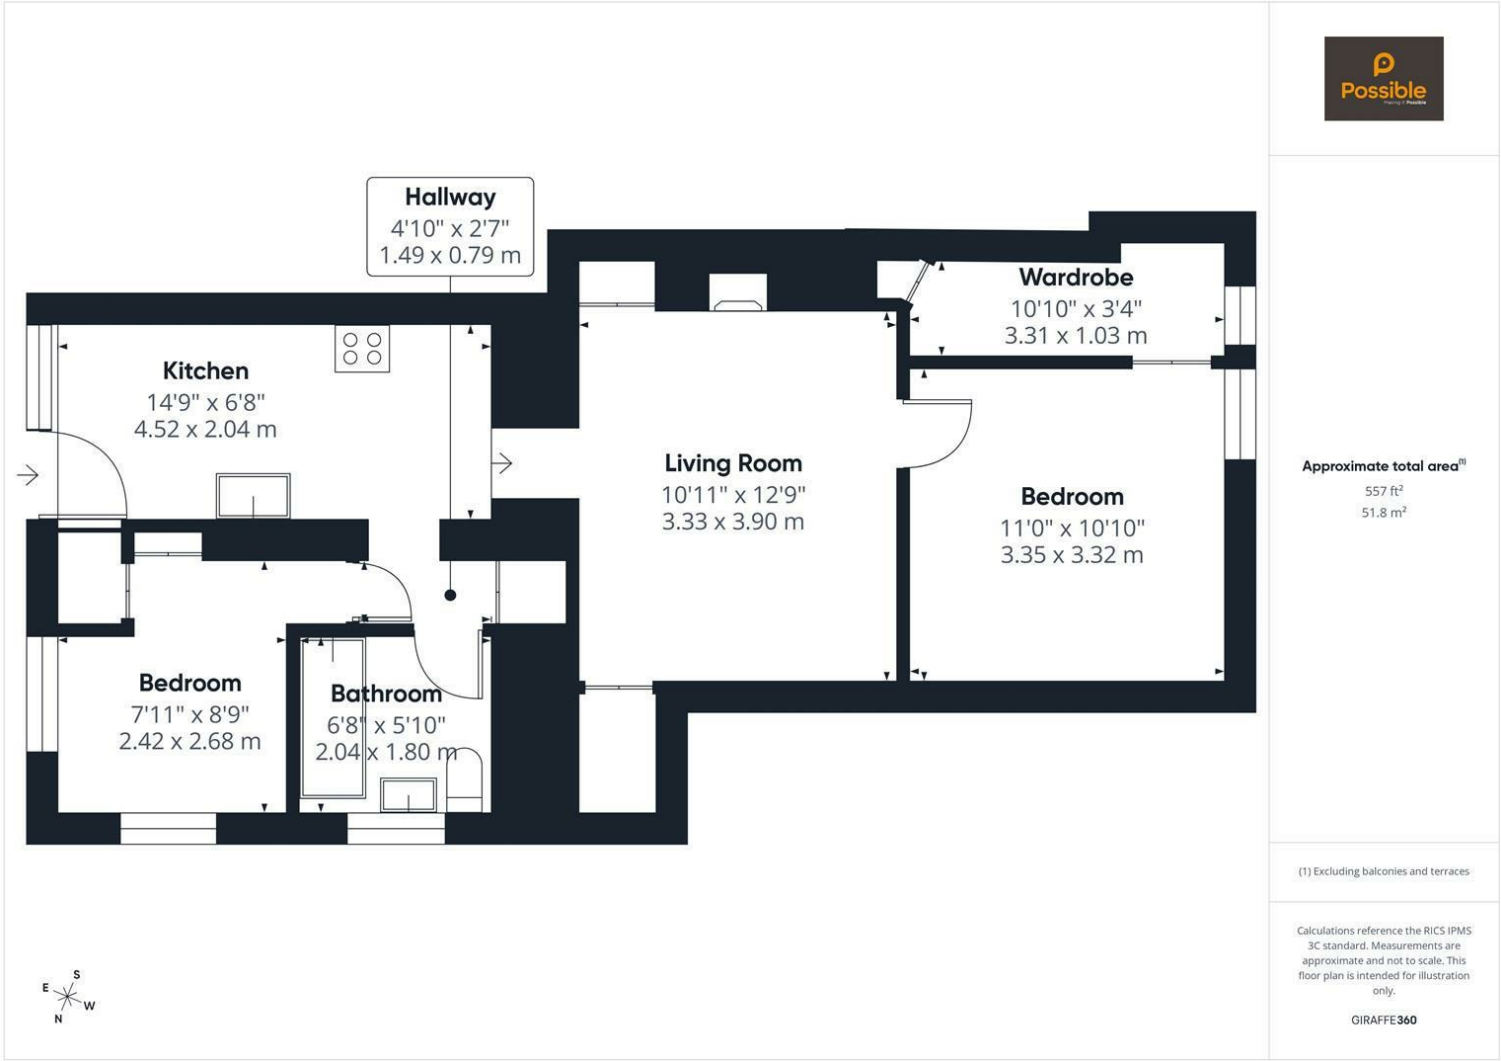 Possible
Making it Possible
Hallway
4'10" x 2'7"
1.49 x 0.79 m
Wardrobe
10'10" x 3'4"
3.31 x 1.03 m
Kitchen
14'9" x 6'8"
4.52 x 2.04 m
Living Room
10'11" x 12'9"
3.33 x 3.90 m
Bedroom
11'0" x 10'10"
3.35 x 3.32 m
Bedroom
7'11" x 8'9"
2.42 x 2.68 m
Bathroom
6'8" x 5'10"
2.04 x 1.80 m
Approximate total area(1)
557 ft²
51.8 m²
(1) Excluding balconies and terraces
Calculations reference the RICS IPMS
3C standard. Measurements are
approximate and not to scale. This
floor plan is intended for illustration
only.
GIRAFFE360
S
E
W
N